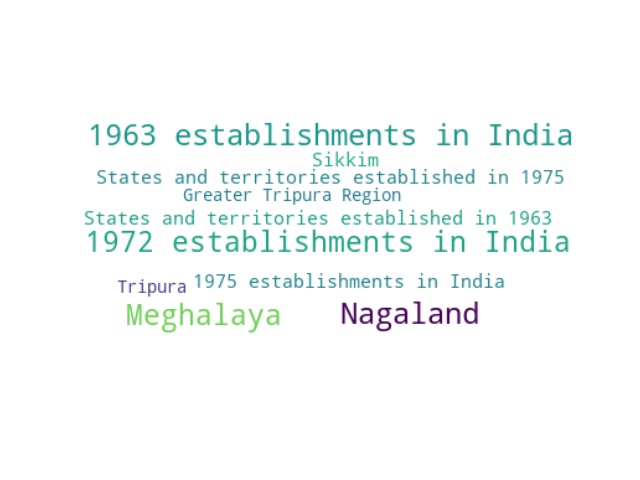 1963 establishments in India
Sikkim
States and territories established in 1975
Greater Tripura Region
States and territories established in 1963
1972 establishments in India
Tripura 1975 establishments in India
Meghalaya Nagaland